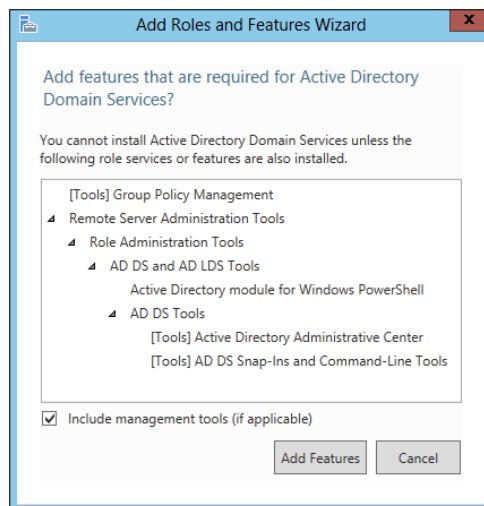 Add Roles and Features Wizard
x
Add features that are required for Active Directory
Domain Services?
You cannot install Active Directory Domain Services unless the
following role services or features are also installed.
[Tools] Group Policy Management
Remote Server Administration Tools
Role Administration Tools
AD DS and AD LDS Tools
Active Directory module for Windows PowerShell
AD DS Tools
[Tools] Active Directory Administrative Center
[Tools] AD DS Snap-Ins and Command-Line Tools
Include management tools (if applicable)
Add Features Cancel